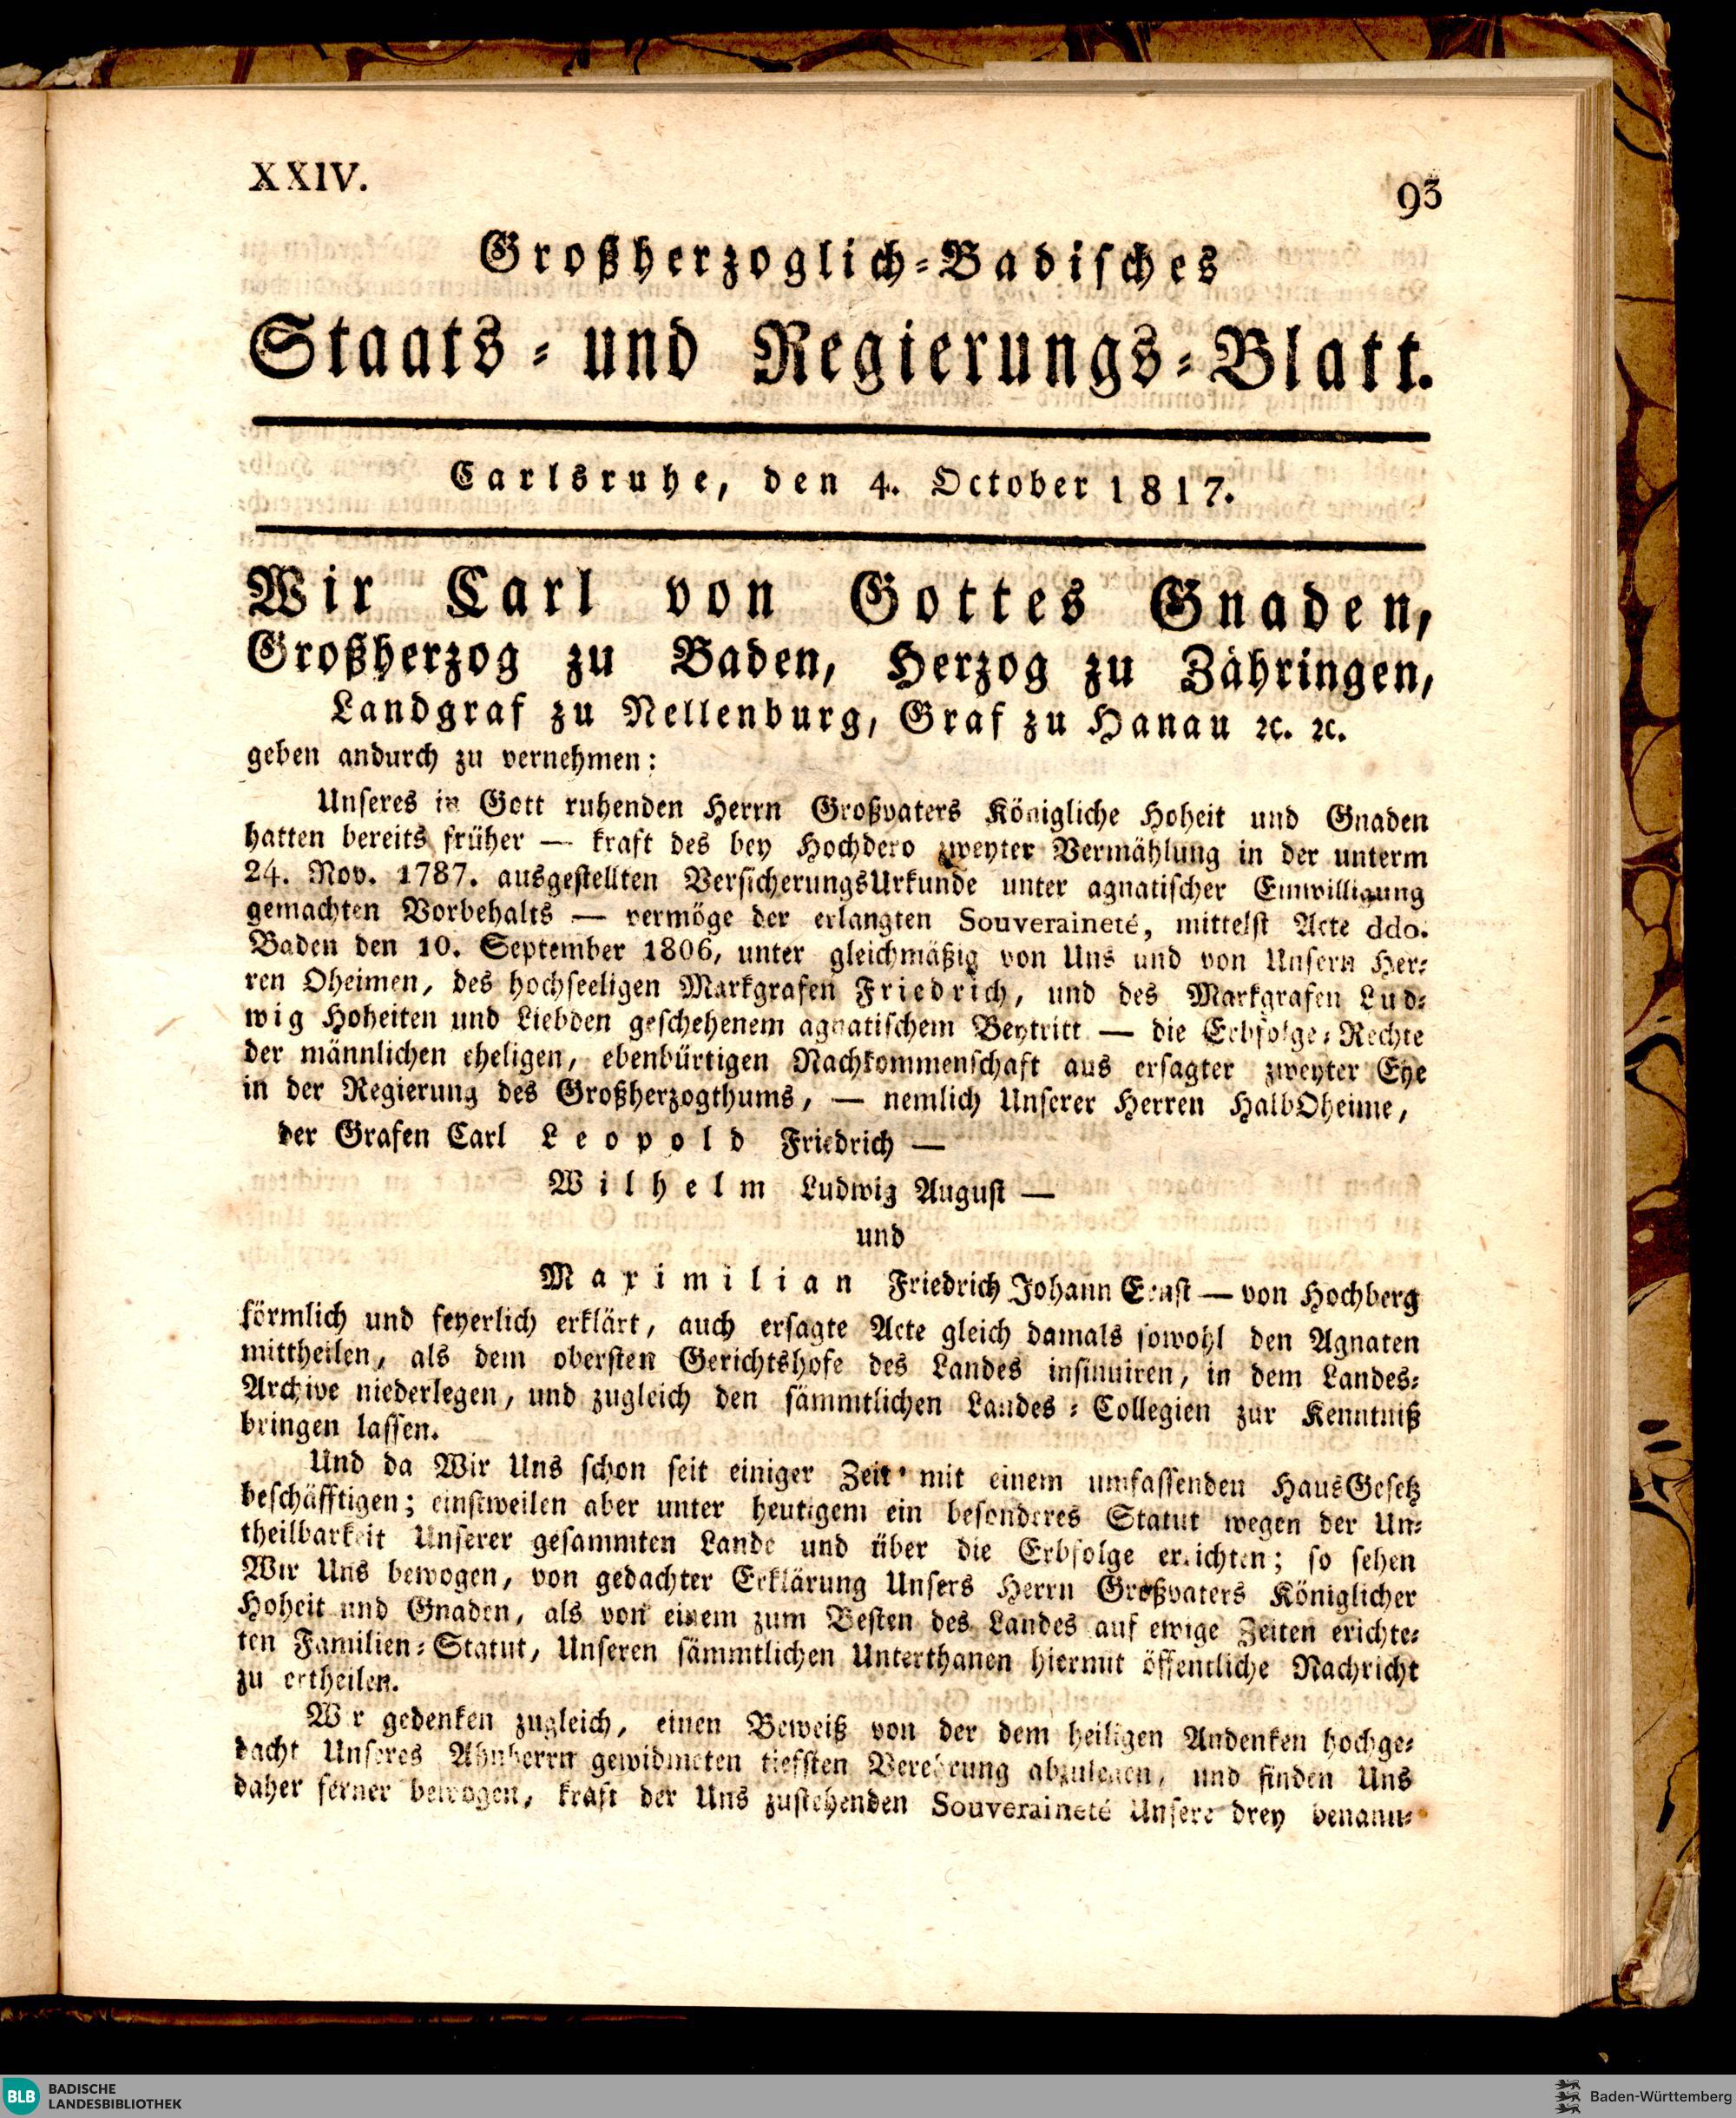 XXIV.
93
Großherzoglich-Badisches
Staats- und Regierungs-Blatt.
Carlsruhe, den 4. October 1817.
Wir Carl von Gottes Gnaden,
Großherzog zu Baden, Herzog zu Zähringen,
Landgraf zu Nellenburg, Graf zu Hanau ꝛc. ꝛc.
geben andurch zu vernehmen:
Unseres in Gott ruhenden Herrn Großvaters Königliche Hoheit und Gnaden
hatten bereits früher — kraft des bey Hochdero zweyter Vermählung in der unterm
24. Nov. 1787. ausgestellten VersicherungsUrkunde unter agnatischer Einwilligung
gemachten Vorbehalts — vermöge der erlangten Souveraineté, mittelst Acte ddo.
Baden den 10. September 1806, unter gleichmäßig von Uns und von Unsern Her-
ren Oheimen, des hochseeligen Markgrafen Friedrich, und des Markgrafen Lud-
wig Hoheiten und Liebden geschehenem agnatischem Beytritt — die Erbfolge-Rechte
der männlichen eheligen, ebenbürtigen Nachkommenschaft aus ersagter zweyter Ehe
in der Regierung des Großherzogthums, — nemlich Unserer Herren HalbOheime,
der Grafen Carl Leopold Friedrich —
Wilhelm Ludwig August —
und
Maximilian Friedrich Johann Ernst — von Hochberg
förmlich und feyerlich erklärt, auch ersagte Acte gleich damals sowohl den Agnaten
mittheilen, als dem obersten Gerichtshofe des Landes insinuiren, in dem Landes-
Archive niederlegen, und zugleich den sämmtlichen Landes-Collegien zur Kenntniß
bringen lassen.
Und da Wir Uns schon seit einiger Zeit mit einem umfassenden HausGesetz
beschäfftigen; einstweilen aber unter heutigem ein besonderes Statut wegen der Un-
theilbarkeit Unserer gesammten Lande und über die Erbfolge errichten; so sehen
Wir Uns bewogen, von gedachter Erklärung Unsers Herrn Großvaters Königlicher
Hoheit und Gnaden, als von einem zum Besten des Landes auf ewige Zeiten erichte-
ten Familien-Statut, Unseren sämmtlichen Unterthanen hiermit öffentliche Nachricht
zu ertheilen.
Wir gedenken zugleich, einen Beweiß von der dem heiligen Andenken hochge-
dacht Unseres Ahnherrn gewidmeten tiefsten Verehrung abzulegen, und finden Uns
daher ferner bewogen, kraft der Uns zustehenden Souveraineté Unsere drey benann-
BLB BADISCHE
LANDESBIBLIOTHEK
Baden-Württemberg